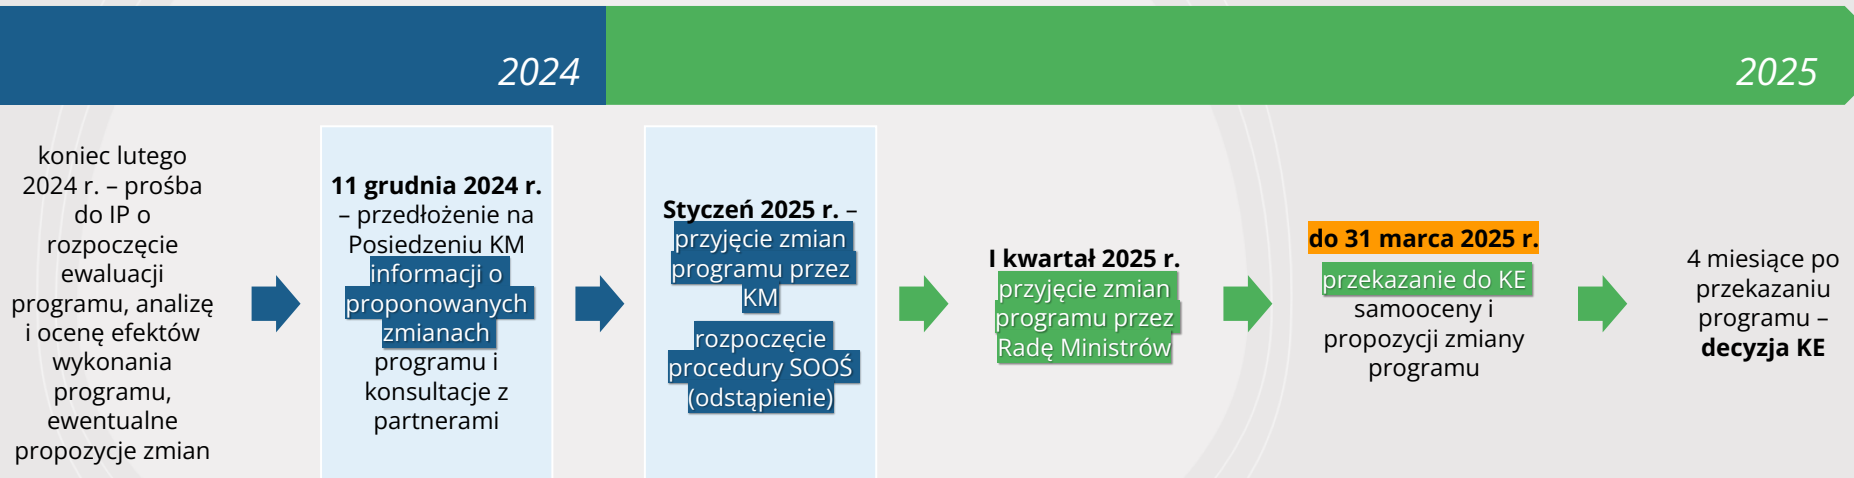 2024
2025
koniec lutego
2024 r. – prośba
do IP o
rozpoczęcie
ewaluacji
programu, analizę
i ocenę efektów
wykonania
programu,
ewentualne
propozycje zmian
11 grudnia 2024 r.
– przedłożenie na
Posiedzeniu KM
informacji o
proponowanych
zmianach
programu i
konsultacje z
partnerami
Styczeń 2025 r. –
przyjęcie zmian
programu przez
KM
rozpoczęcie
procedury SOOŚ
(odstąpienie)
I kwartał 2025 r.
przyjęcie zmian
programu przez
Radę Ministrów
do 31 marca 2025 r.
przekazanie do KE
samooceny i
propozycji zmiany
programu
4 miesiące po
przekazaniu
programu –
decyzja KE